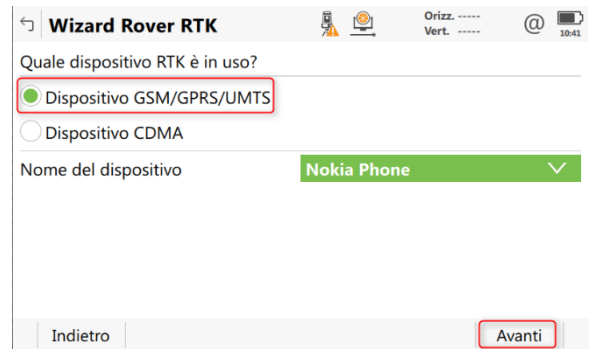 Wizard Rover RTK
Orizz. -----
Vert. -----
@
10:41
Quale dispositivo RTK è in uso?
Dispositivo GSM/GPRS/UMTS
Dispositivo CDMA
Nome del dispositivo Nokia Phone
Indietro Avanti